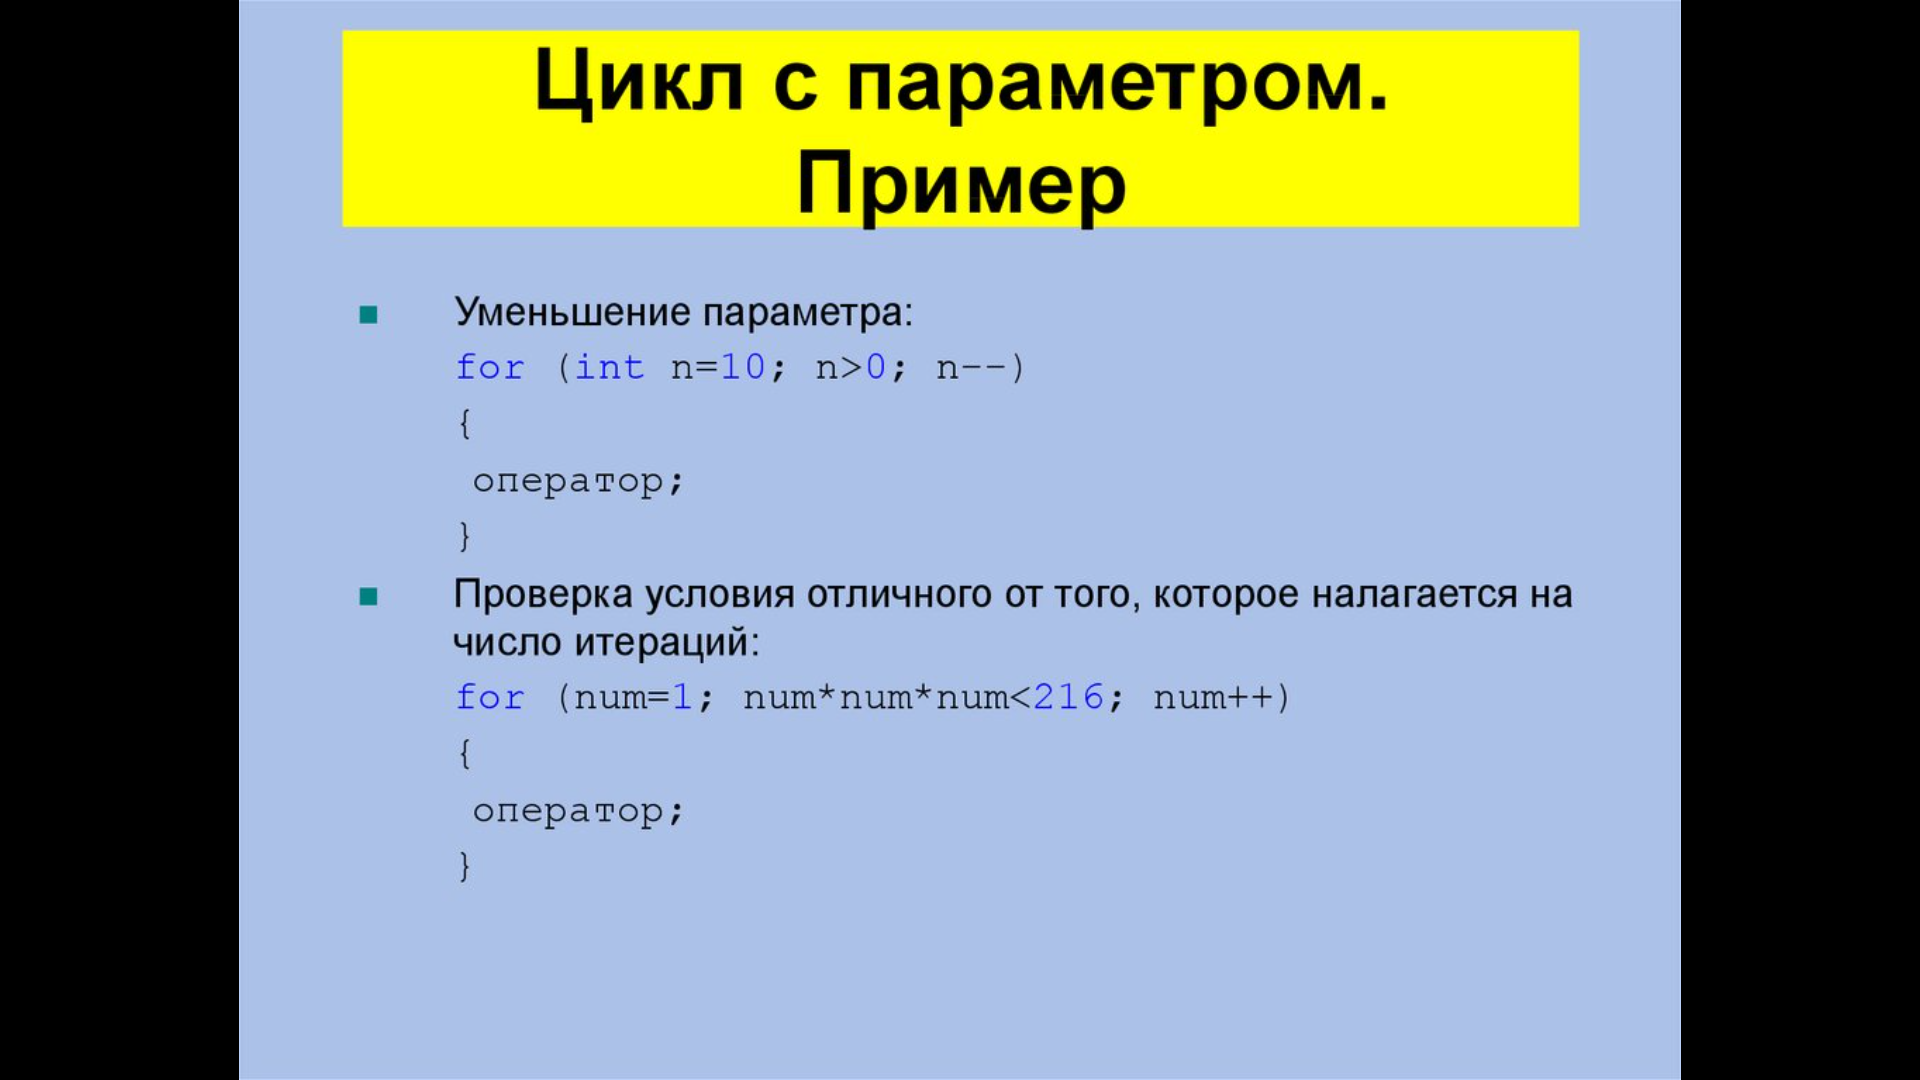 Цикл с параметром.
Пример
Уменьшение параметра:
for (int n=10; n>0; n--)
{
оператор;
}
Проверка условия отличного от того, которое налагается на
число итераций:
for (num=1; num*num*num<216; num++)
{
оператор;
}